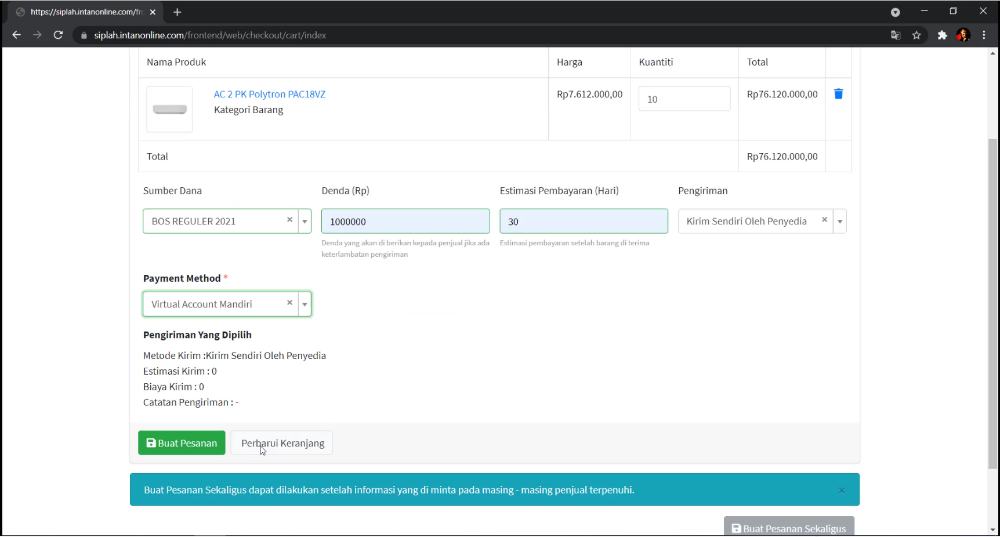 https://siplah.intanonline.com/fr
siplah.intanonline.com/frontend/web/checkout/cart/index
Nama Produk Harga Kuantiti Total
AC 2 PK Polytron PAC18VZ Rp7.612.000,00 10 Rp76.120.000,00
Kategori Barang
Total Rp76.120.000,00
Sumber Dana Denda (Rp) Estimasi Pembayaran (Hari) Pengiriman
BOS REGULER 2021 × 1000000 30 Kirim Sendiri Oleh Penyedia ×
Denda yang akan di berikan kepada penjual jika ada Estimasi pembayaran setelah barang di terima
keterlambatan pengiriman
Payment Method *
Virtual Account Mandiri ×
Pengiriman Yang Dipilih
Metode Kirim :Kirim Sendiri Oleh Penyedia
Estimasi Kirim : 0
Biaya Kirim : 0
Catatan Pengiriman : -
Buat Pesanan Perbarui Keranjang
Buat Pesanan Sekaligus dapat dilakukan setelah informasi yang di minta pada masing - masing penjual terpenuhi. ×
Buat Pesanan Sekaligus